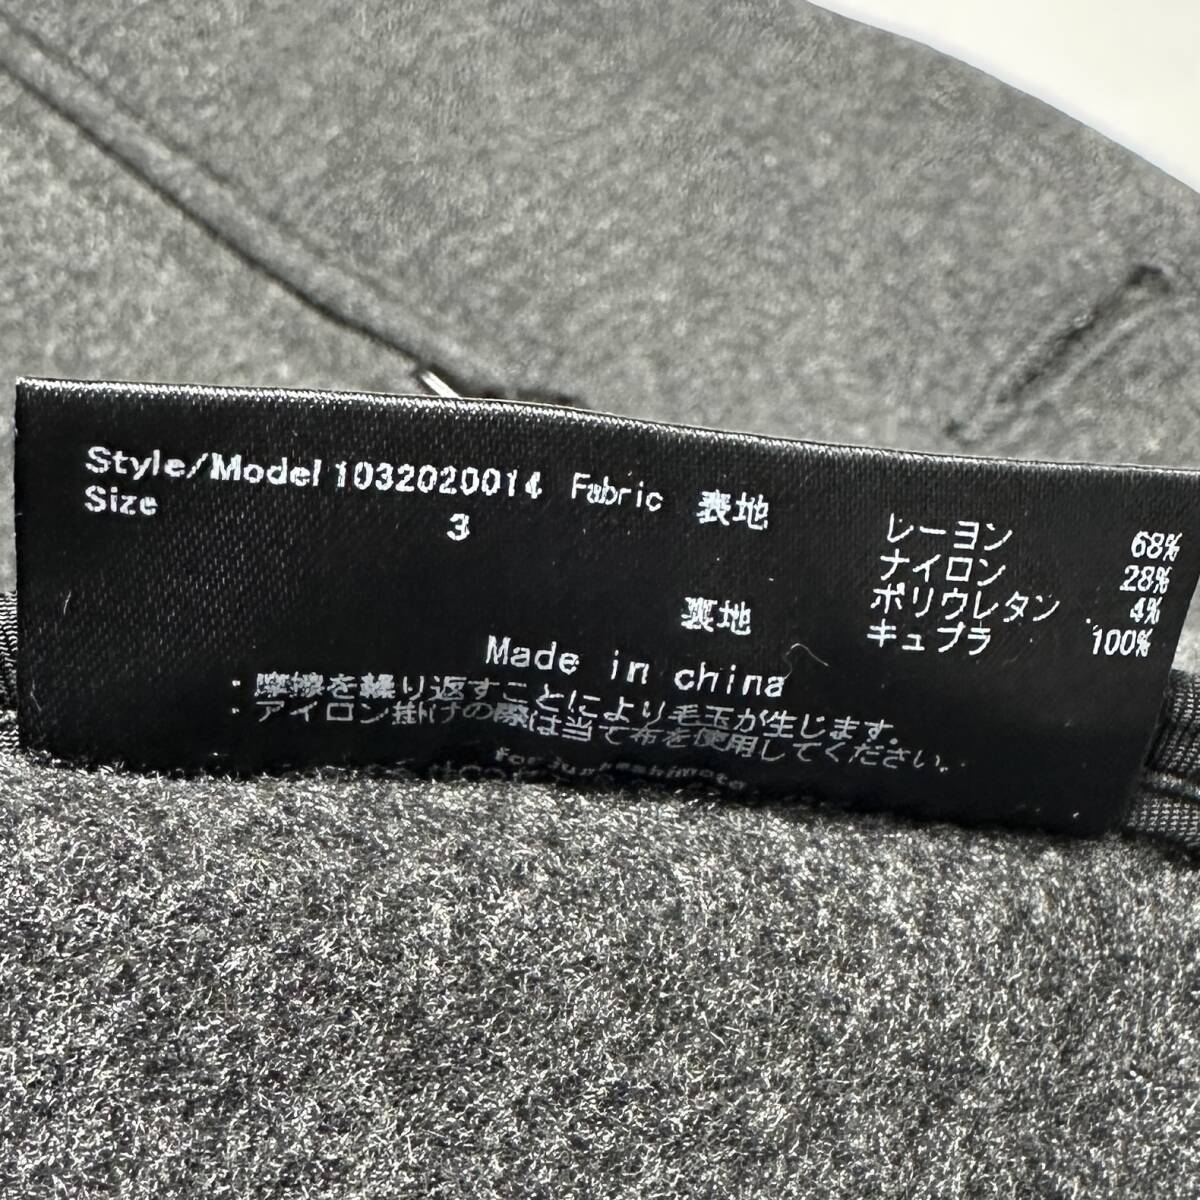 Style/Model 1032020014 Fabric 表地 レーヨン 68%
Size 3 ナイロン 28%
ポリウレタン 4%
裏地 キュプラ 100%
Made in china
・摩擦を繰り返すことにより毛玉が生じます。
・アイロン掛けの際は当て布を使用してください。
for jun hashimoto